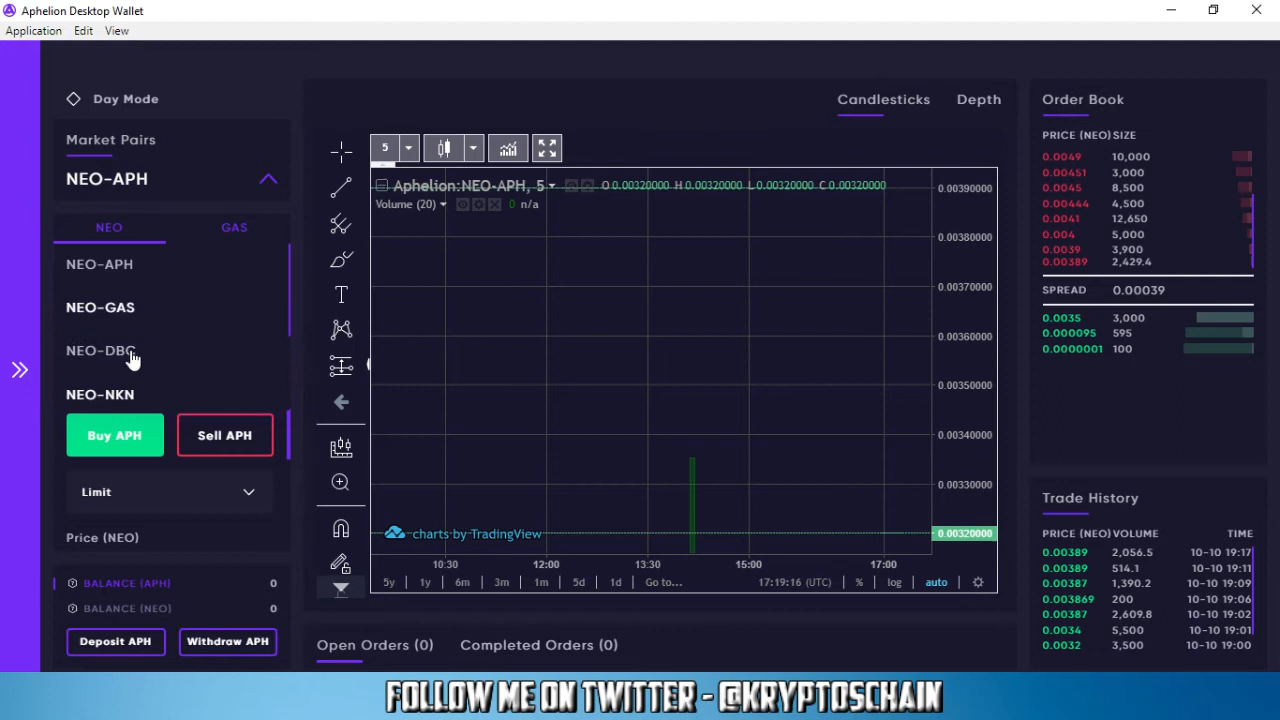 Aphelion Desktop Wallet
Application Edit View
Day Mode
Market Pairs
NEO-APH
NEO GAS
NEO-APH
NEO-GAS
NEO-DBC
NEO-NKN
Buy APH Sell APH
Limit
Price (NEO)
BALANCE (APH) 0
BALANCE (NEO) 0
Deposit APH Withdraw APH
Candlesticks Depth
5
Aphelion:NEO-APH, 5 O 0.00320000 H 0.00320000 L 0.00320000 C 0.00320000
Volume (20) 0 n/a
0.00390000
0.00380000
0.00370000
0.00360000
0.00350000
0.00340000
0.00330000
0.00320000
charts by TradingView
10:30 12:00 13:30 15:00 17:00
5y 1y 6m 3m 1m 5d 1d Go to... 17:19:16 (UTC) % log auto
Open Orders (0) Completed Orders (0)
Order Book
PRICE (NEO) SIZE
0.0049 10,000
0.00451 3,000
0.0045 8,500
0.00444 4,500
0.0041 12,650
0.004 5,000
0.0039 3,900
0.00389 2,429.4
SPREAD 0.00039
0.0035 3,000
0.000095 595
0.0000001 100
Trade History
PRICE (NEO) VOLUME TIME
0.00389 2,056.5 10-10 19:17
0.00389 514.1 10-10 19:11
0.00387 1,390.2 10-10 19:09
0.003869 200 10-10 19:06
0.00387 2,609.8 10-10 19:02
0.0034 5,500 10-10 19:01
0.0032 3,500 10-10 19:00
FOLLOW ME ON TWITTER - @KRYPTOSCHAIN